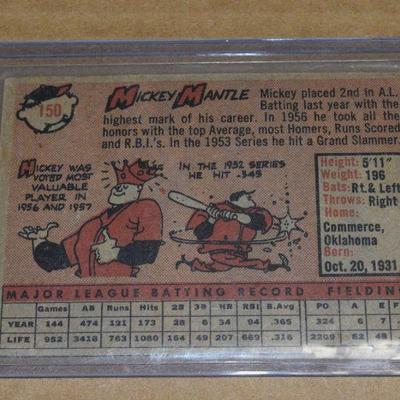 150
MICKEY MANTLE
Mickey placed 2nd in A.L.
Batting last year with the
highest mark of his career. In 1956 he took all the
honors with the top Average, most Homers, Runs Scored
and R.B.I.'s. In the 1953 Series he hit a Grand Slammer.
MICKEY WAS
VOTED MOST
VALUABLE
PLAYER IN
1956 AND 1957
IN THE 1952 SERIES
HE HIT .345
Height: 5'11"
Weight: 196
Bats: Rt. & Left
Throws: Right
Home:
Commerce,
Oklahoma
Born:
Oct. 20, 1931
MAJOR LEAGUE BATTING RECORD FIELDING
Games AB Runs Hits 2B 3B HR RBI B.Avg PO A E
YEAR 144 474 121 173 28 6 34 94 .365 324 6 7
LIFE 952 3418 763 1080 164 49 207 669 .316 2209 82 48